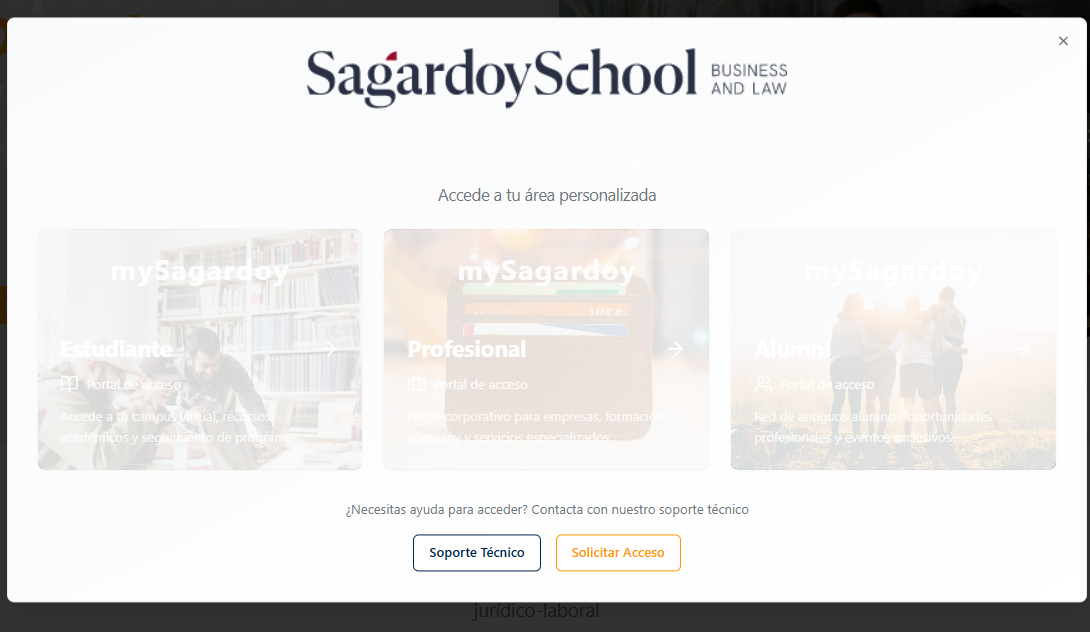 SagardoySchool BUSINESS
AND LAW
Accede a tu área personalizada
mySagardoy
Estudiante
Portal de acceso
Accede a tu campus virtual, recursos
académicos y seguimiento de programas
mySagardoy
VISA
Profesional
Portal de acceso
Portal corporativo para empresas, formación in
company y servicios especializados
mySagardoy
Alumni
Portal de acceso
Red de antiguos alumnos, oportunidades
profesionales y eventos exclusivos
¿Necesitas ayuda para acceder? Contacta con nuestro soporte técnico
Soporte Técnico
Solicitar Acceso
jurídico-laboral